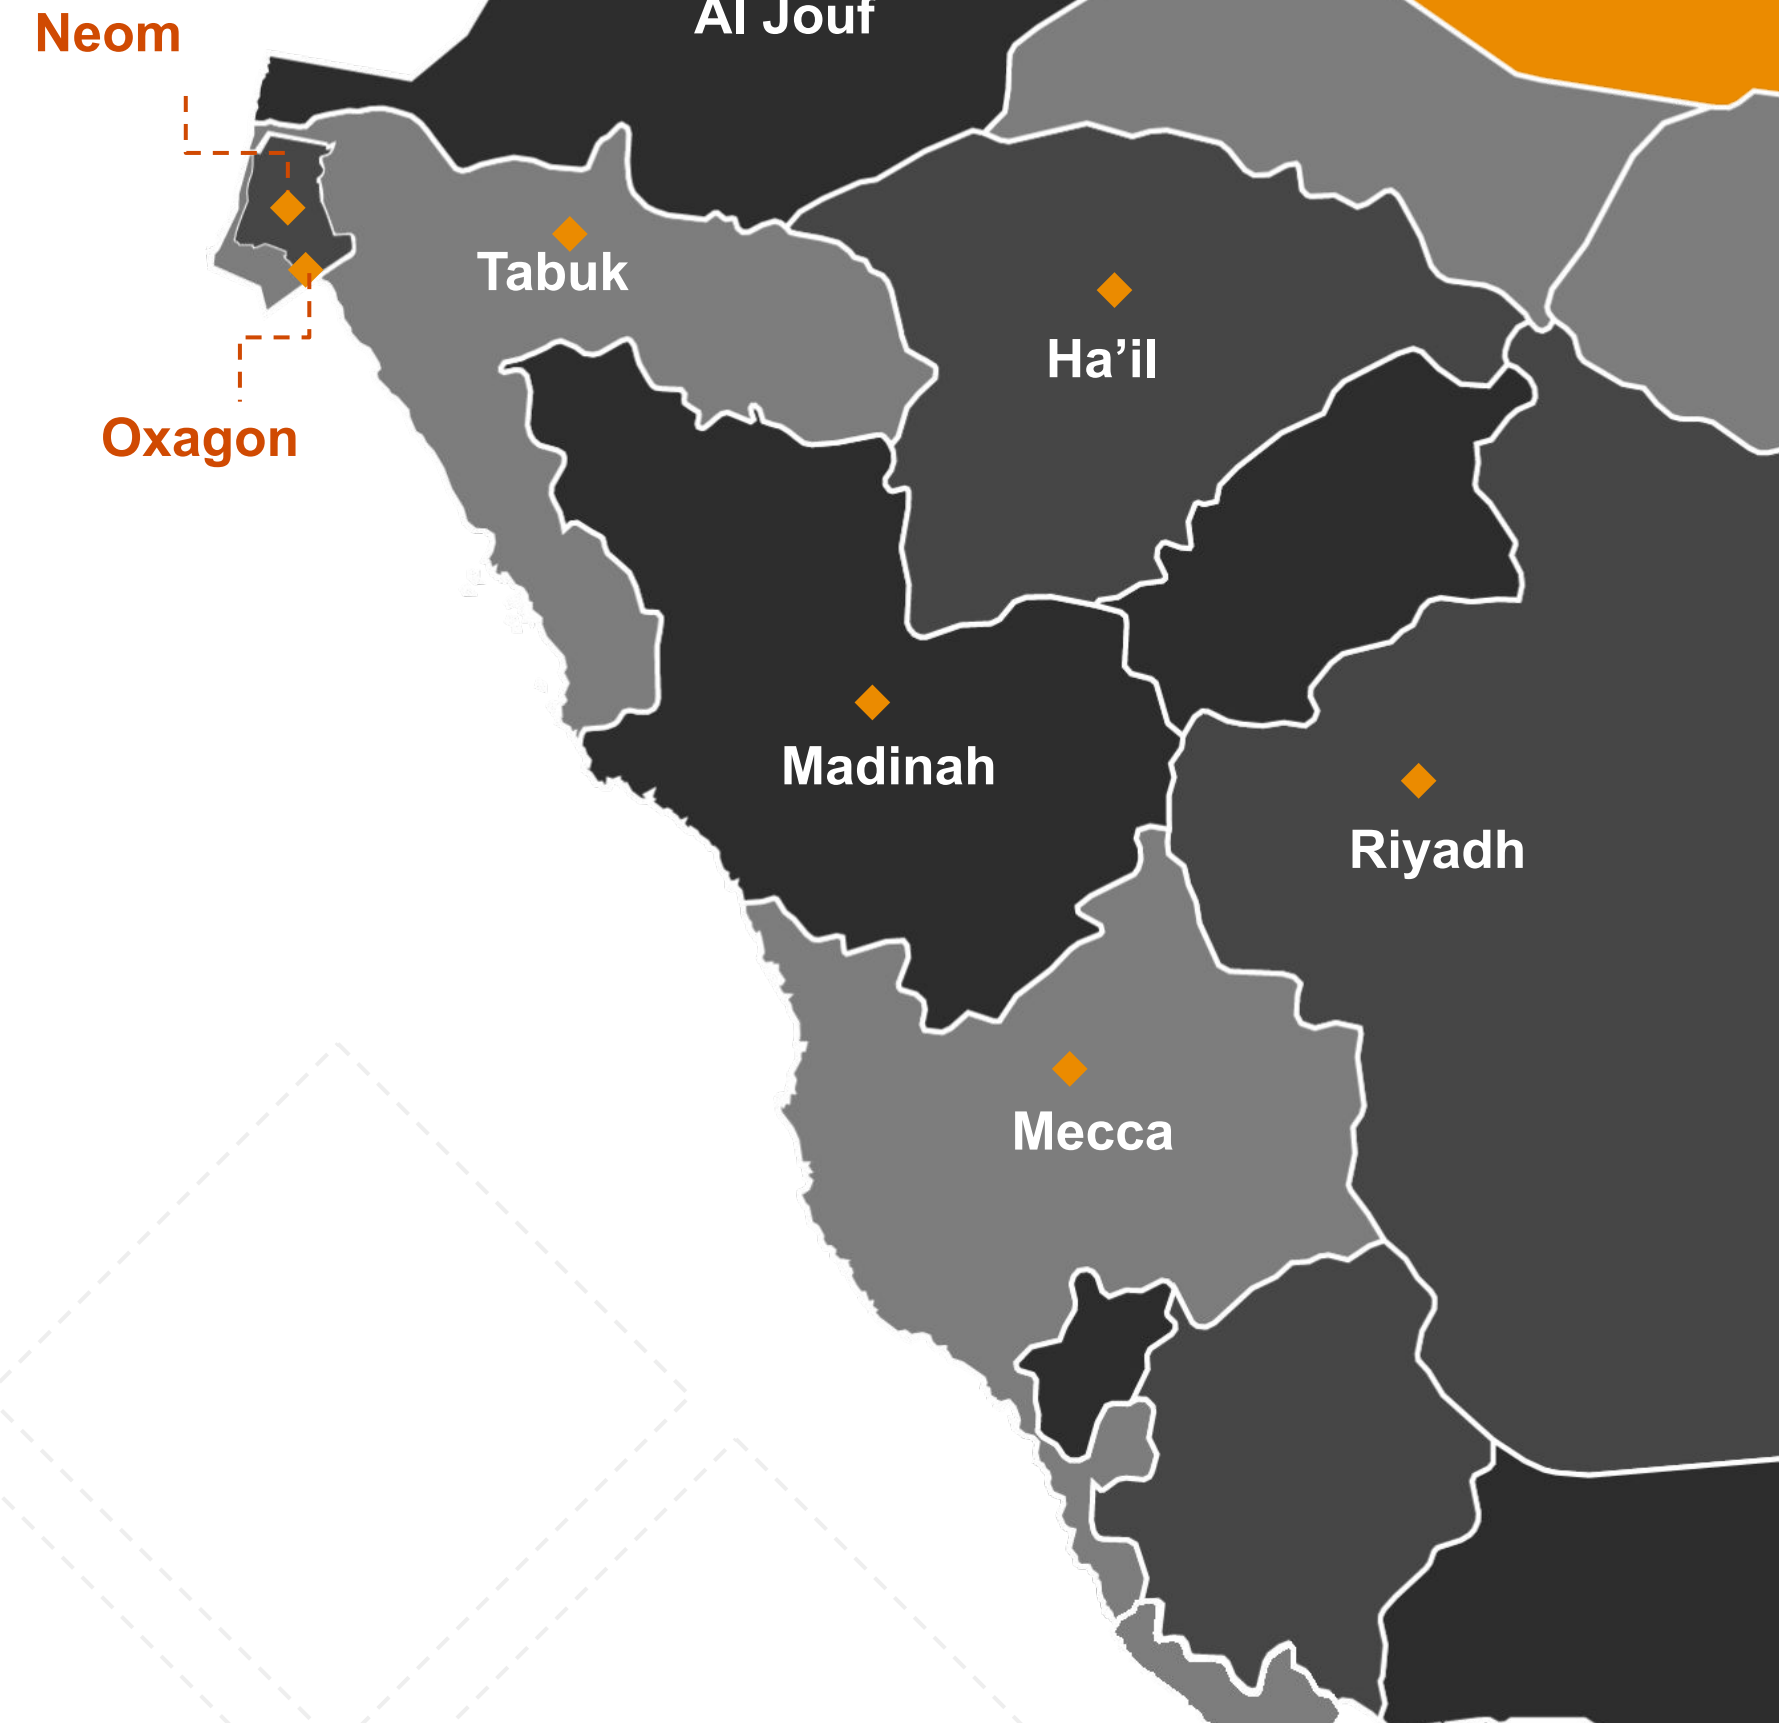 Neom
Al Jouf
Tabuk
Ha’il
Oxagon
Madinah
Riyadh
Mecca